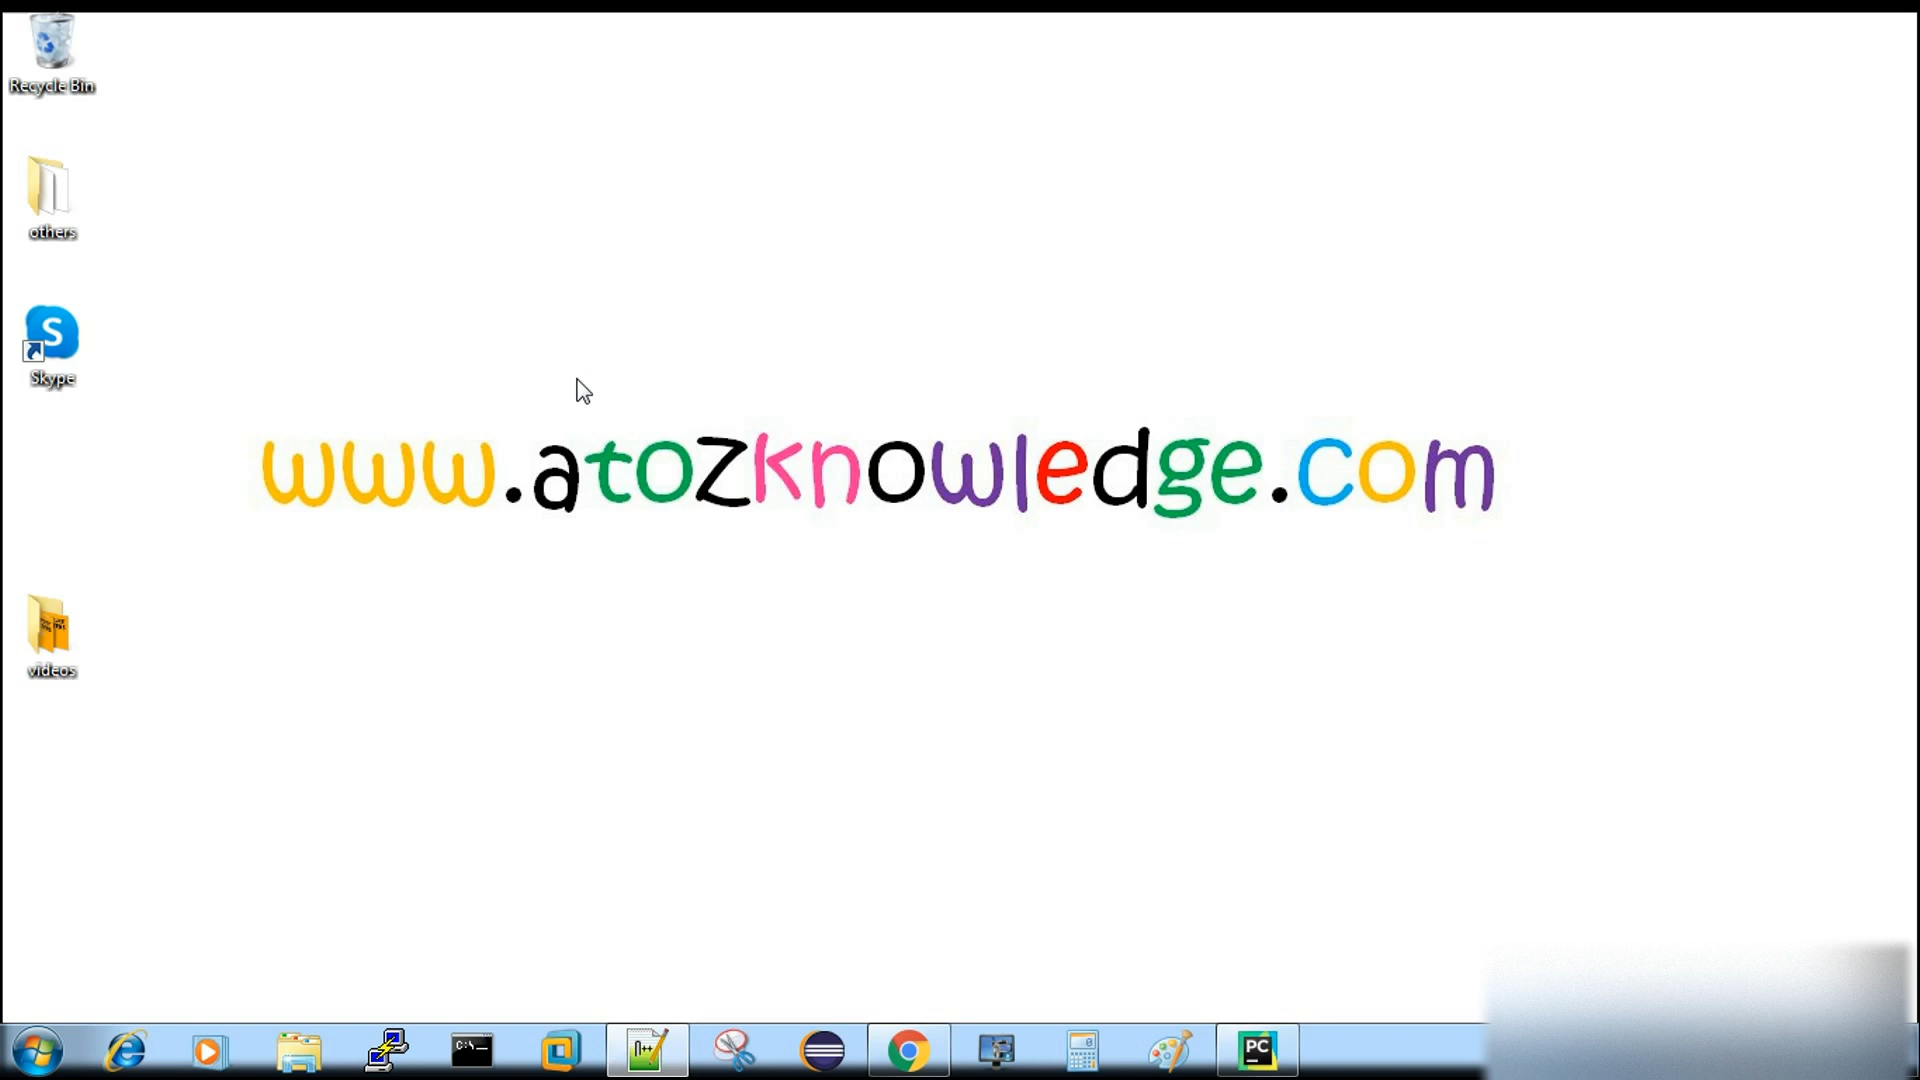 Recycle Bin
others
Skype
www.atozknowledge.com
videos
C:\_
N++
PC